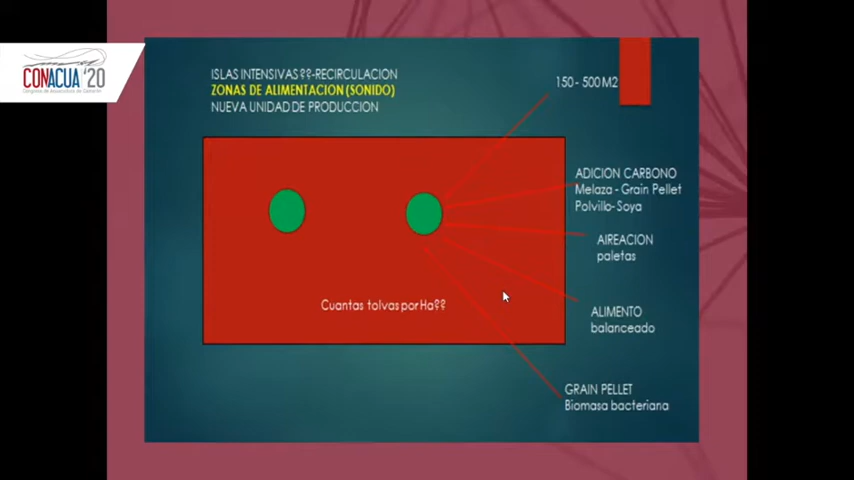 CONACUA '20
ISLAS INTENSIVAS ??-RECIRCULACION
ZONAS DE ALIMENTACION (SONIDO)
NUEVA UNIDAD DE PRODUCCION
150 - 500 M2
ADICION CARBONO
Melaza - Grain Pellet
Polvillo- Soya
AIREACION
paletas
Cuantas tolvas por Ha??
ALIMENTO
balanceado
GRAIN PELLET
Biomasa bacteriana